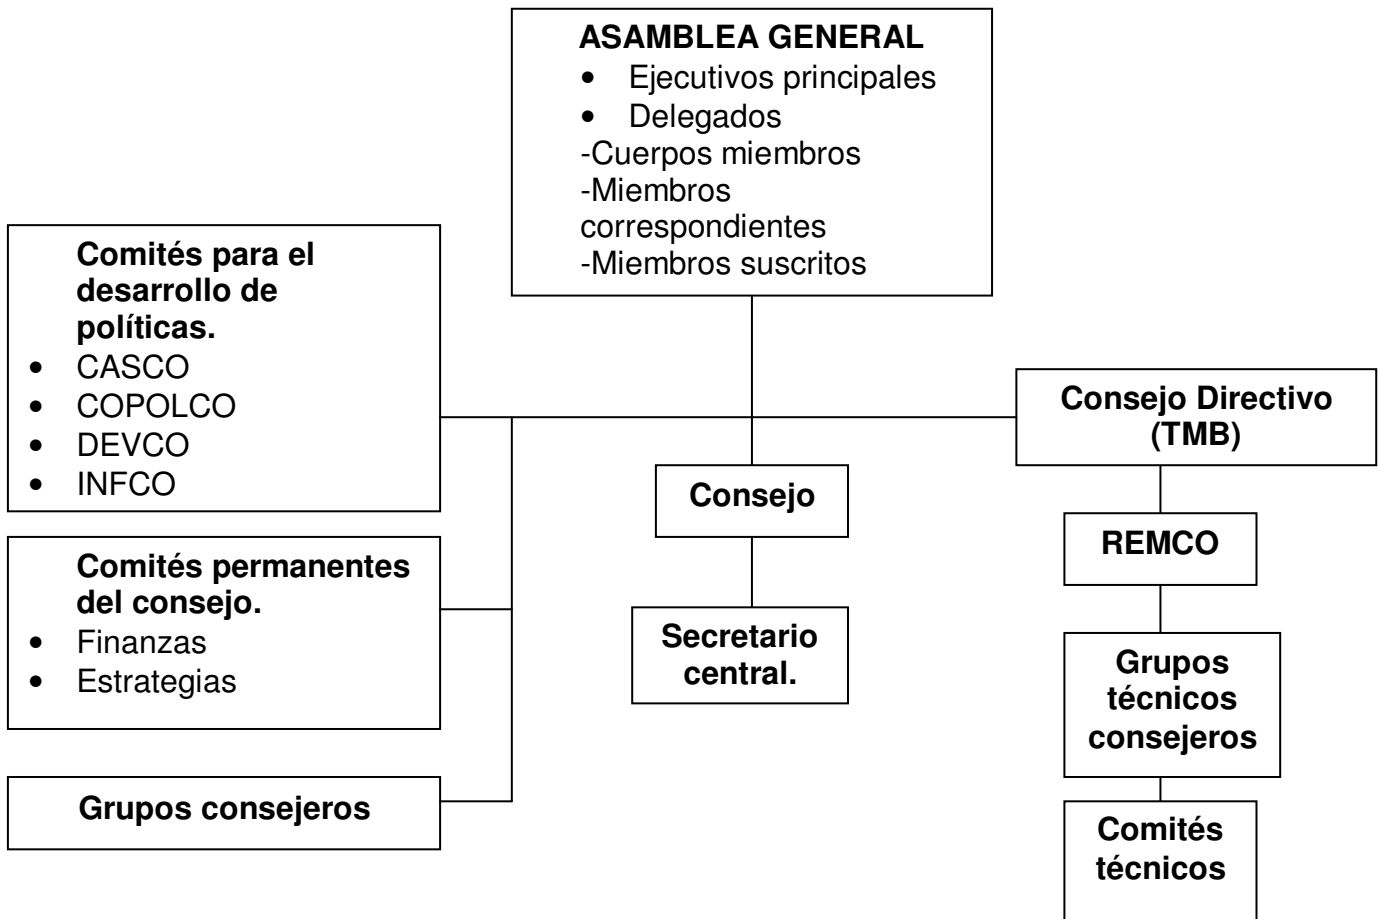 ASAMBLEA GENERAL
• Ejecutivos principales
• Delegados
-Cuerpos miembros
-Miembros
correspondientes
-Miembros suscritos
Comités para el
desarrollo de
políticas.
• CASCO
• COPOLCO
• DEVCO
• INFCO
Consejo Directivo
(TMB)
Consejo
REMCO
Comités permanentes
del consejo.
• Finanzas
• Estrategias
Secretario
central.
Grupos
técnicos
consejeros
Grupos consejeros
Comités
técnicos